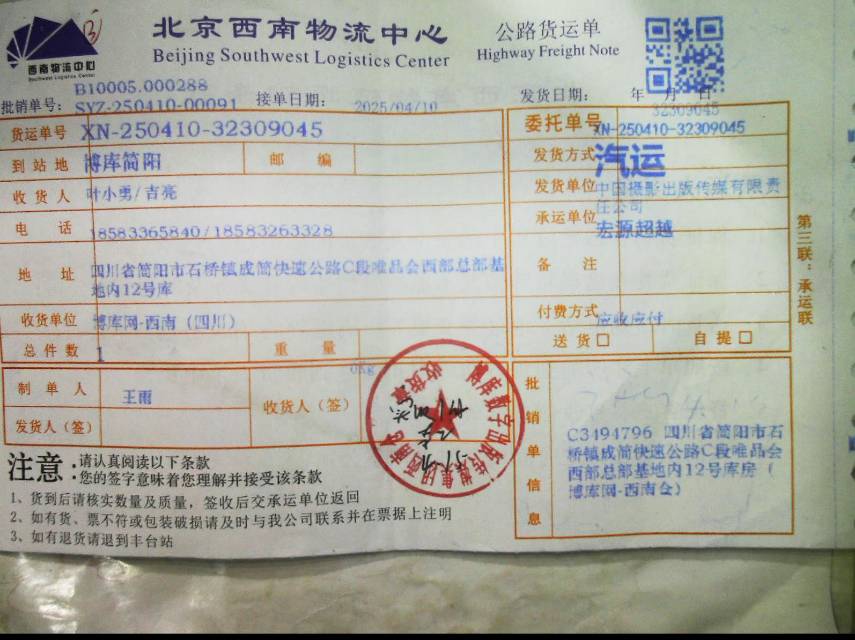 西南物流中心
Southwest Logistics Center
北京西南物流中心
Beijing Southwest Logistics Center
公路货运单
Highway Freight Note
B10005.000288
批销单号: SYZ-250410-00091 接单日期: 2025/04/10 发货日期: 年 月 日
32309045
货运单号 XN-250410-32309045
到站地 博库简阳 邮编
收货人 叶小勇/吉亮
电话 18583365840/18583263328
地址 四川省简阳市石桥镇成简快速公路C段唯品会西部总部基
地内12号库
收货单位 博库网-西南(四川)
总件数 1 重量 0Kg
制单人 王雨
发货人(签) 收货人(签)
委托单号 XN-250410-32309045
发货方式 汽运
发货单位 中国摄影出版传媒有限责
任公司
承运单位 宏源超越
备注
付费方式 应收应付
送货☐ 自提☐
批销单信息
C3494796 四川省简阳市石
桥镇成简快速公路C段唯品会
西部总部基地内12号库房(
博库网-西南仓)
第三联:承运联
收货章
注意:请认真阅读以下条款
您的签字意味着您理解并接受该条款
1、货到后请核实数量及质量,签收后交承运单位返回
2、如有货、票不符或包装破损请及时与我公司联系并在票据上注明
3、如有退货请退到丰台站